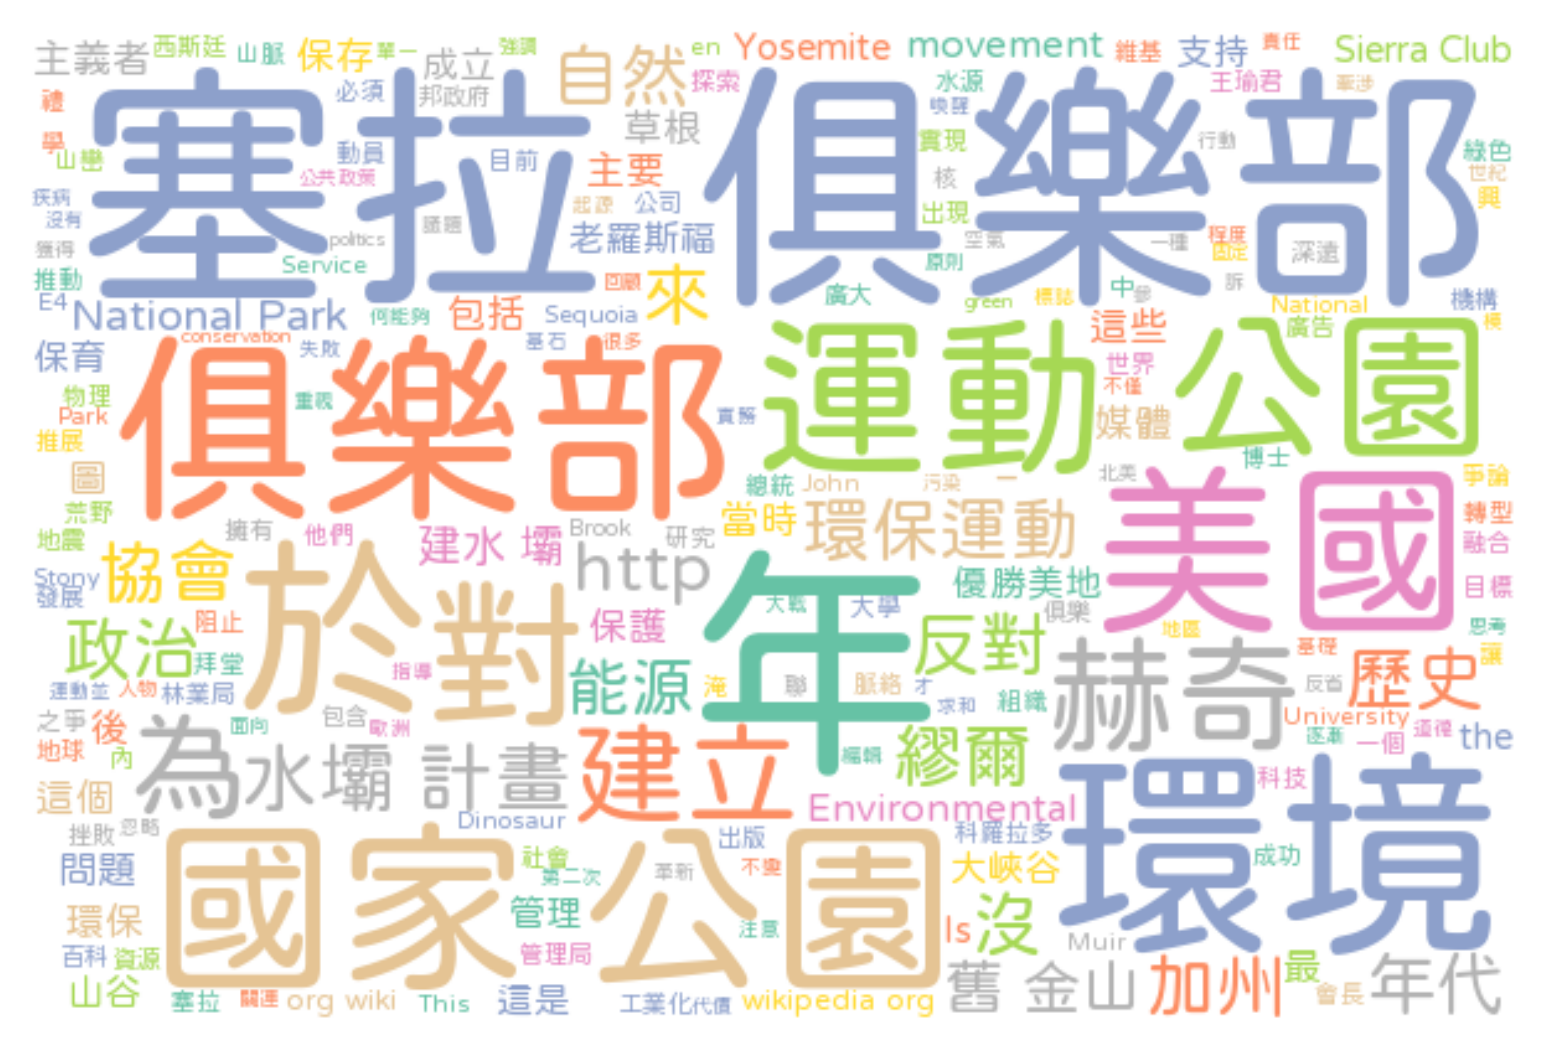 主義者 西斯廷 山脈 保存 單一 成立 強調 自然 en Yosemite movement 維基 支持 責任 Sierra Club
禮 必須 邦政府 探索 水源 王瑜君 牽涉
塞拉 俱樂部
喚醒 草根
學 山巒 動員 目前 主要 實現 行動 綠色
疾病 公共政策 起源 公司 核 世紀 興
沒有 議題 出現
獲得 politics 老羅斯福 空氣 一種 程度 固定 深遠
推動 Service 回顧 來 原則 訴
E4 National Park 何能夠 包括 Sequoia 廣大 green 標誌 中 參 National 機構
保育 conservation 失敗 基石 很多 這些 廣告 模
俱樂部 運動 公園
物理 重視 世界
Park 實務 不僅 媒體
推展 博士
圖 總統 John 污染 一 北美 美國 爭論
荒野 當時 環保運動 轉型
地震 擁有 他們 建水 壩 Brook 研究 融合
協會 於對 http 年
Stony 優勝美地 目標
發展 大戰 大學 俱樂
政治 阻止 保護 反對 地區 思考
拜堂 指導 能源 赫奇 基礎 歷史 讓
運動並 人物 林業局 淹 聯 脈絡 才 組織 反省
之爭 後 面向 包含 歐洲 求和 University 道德
地球 內 為 水壩 計畫 建立 編輯 繆爾 逐漸 一個 the
這個 Environmental 環境 科技
挫敗 忽略 Dinosaur 出版 科羅拉多
問題 國家公園 社會 第二次 革新 不變 大峽谷 成功
環保 管理 注意 Is 沒
百科 資源 管理局 Muir
山谷 舊 金山 加州 最 年代
塞拉 關運 org wiki This 這是 工業化 代價 wikipedia org 會長